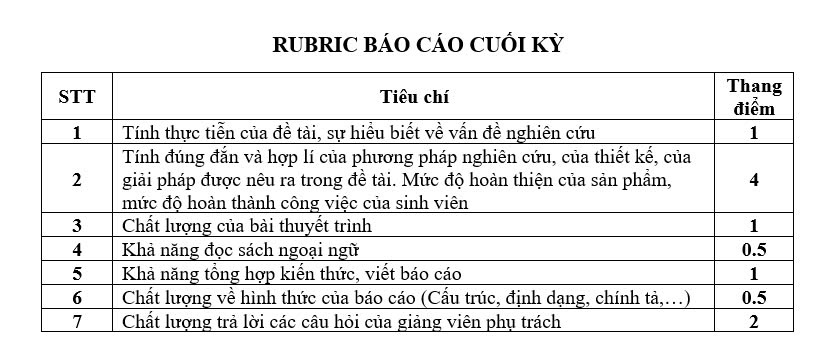 RUBRIC BÁO CÁO CUỐI KỲ
STT Tiêu chí Thang điểm
1 Tính thực tiễn của đề tài, sự hiểu biết về vấn đề nghiên cứu 1
2 Tính đúng đắn và hợp lí của phương pháp nghiên cứu, của thiết kế, của
giải pháp được nêu ra trong đề tài. Mức độ hoàn thiện của sản phẩm,
mức độ hoàn thành công việc của sinh viên 4
3 Chất lượng của bài thuyết trình 1
4 Khả năng đọc sách ngoại ngữ 0.5
5 Khả năng tổng hợp kiến thức, viết báo cáo 1
6 Chất lượng về hình thức của báo cáo (Cấu trúc, định dạng, chính tả,…) 0.5
7 Chất lượng trả lời các câu hỏi của giảng viên phụ trách 2